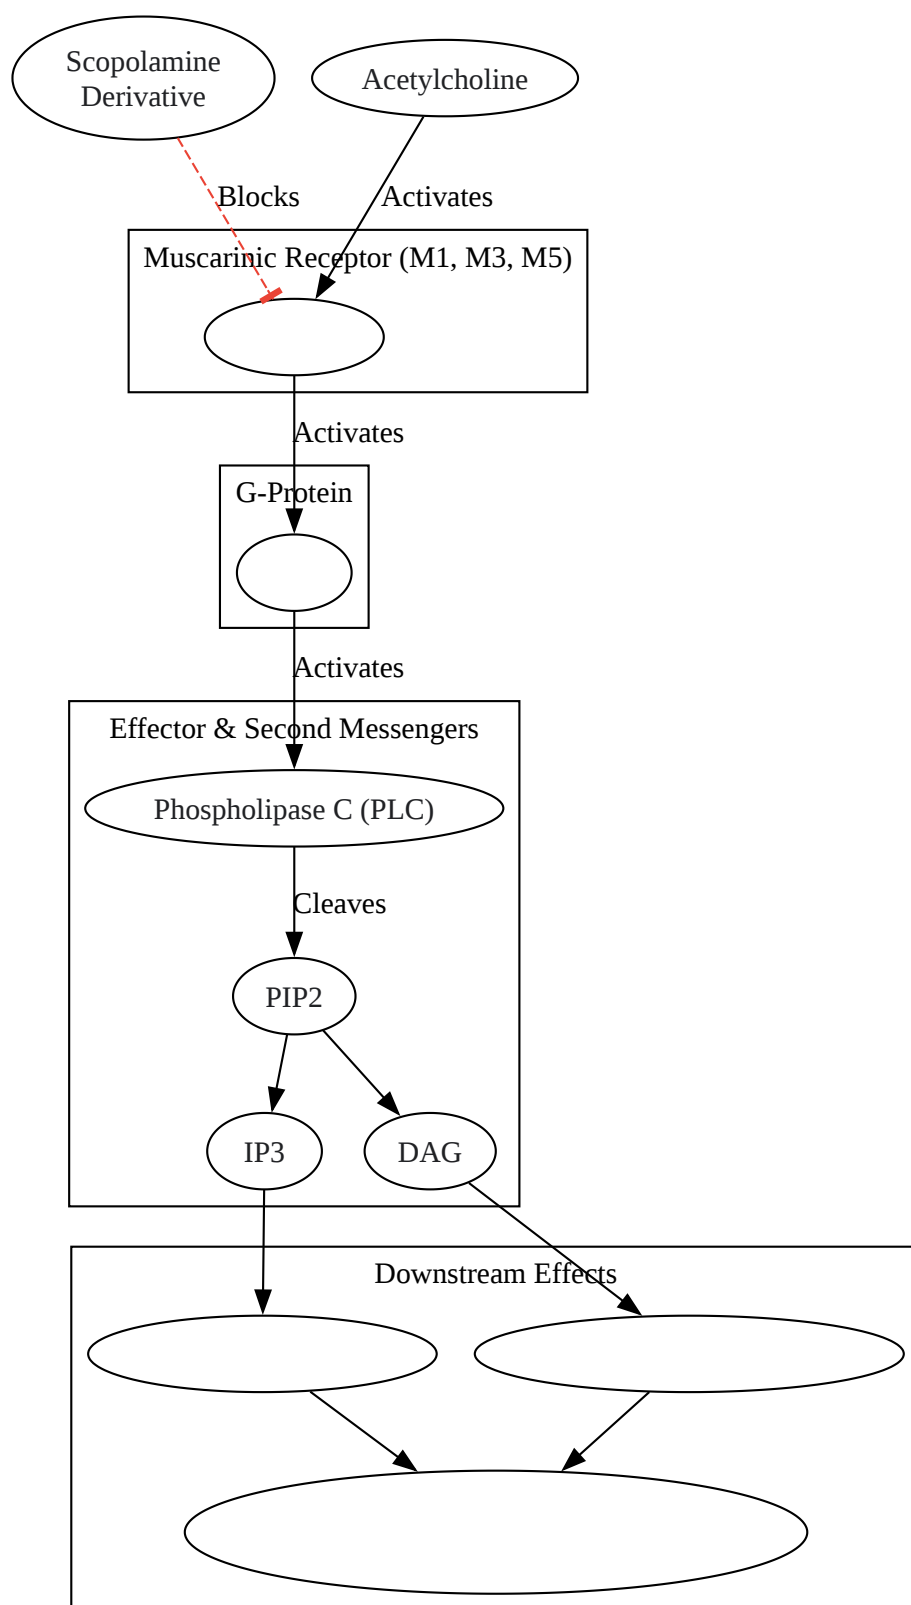 Scopolamine
Derivative
Acetylcholine
Blocks
Activates
Muscarinic Receptor (M1, M3, M5)
Activates
G-Protein
Activates
Effector & Second Messengers
Phospholipase C (PLC)
Cleaves
PIP2
IP3
DAG
Downstream Effects